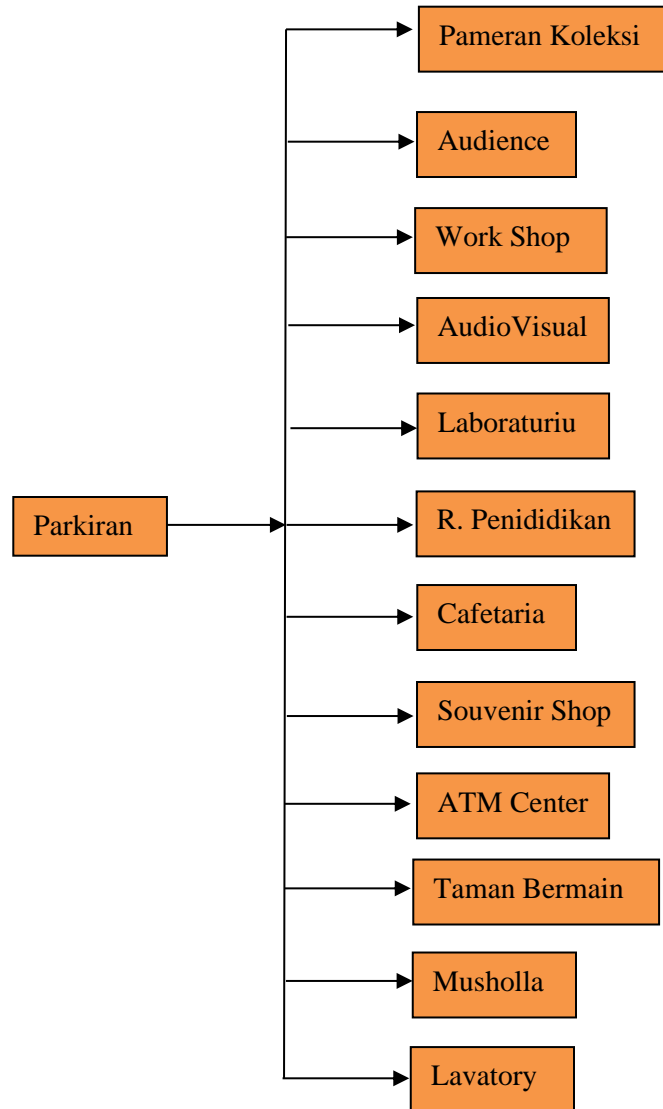 Pameran Koleksi
Audience
Work Shop
AudioVisual
Laboraturiu
Parkiran
R. Penididikan
Cafetaria
Souvenir Shop
ATM Center
Taman Bermain
Musholla
Lavatory